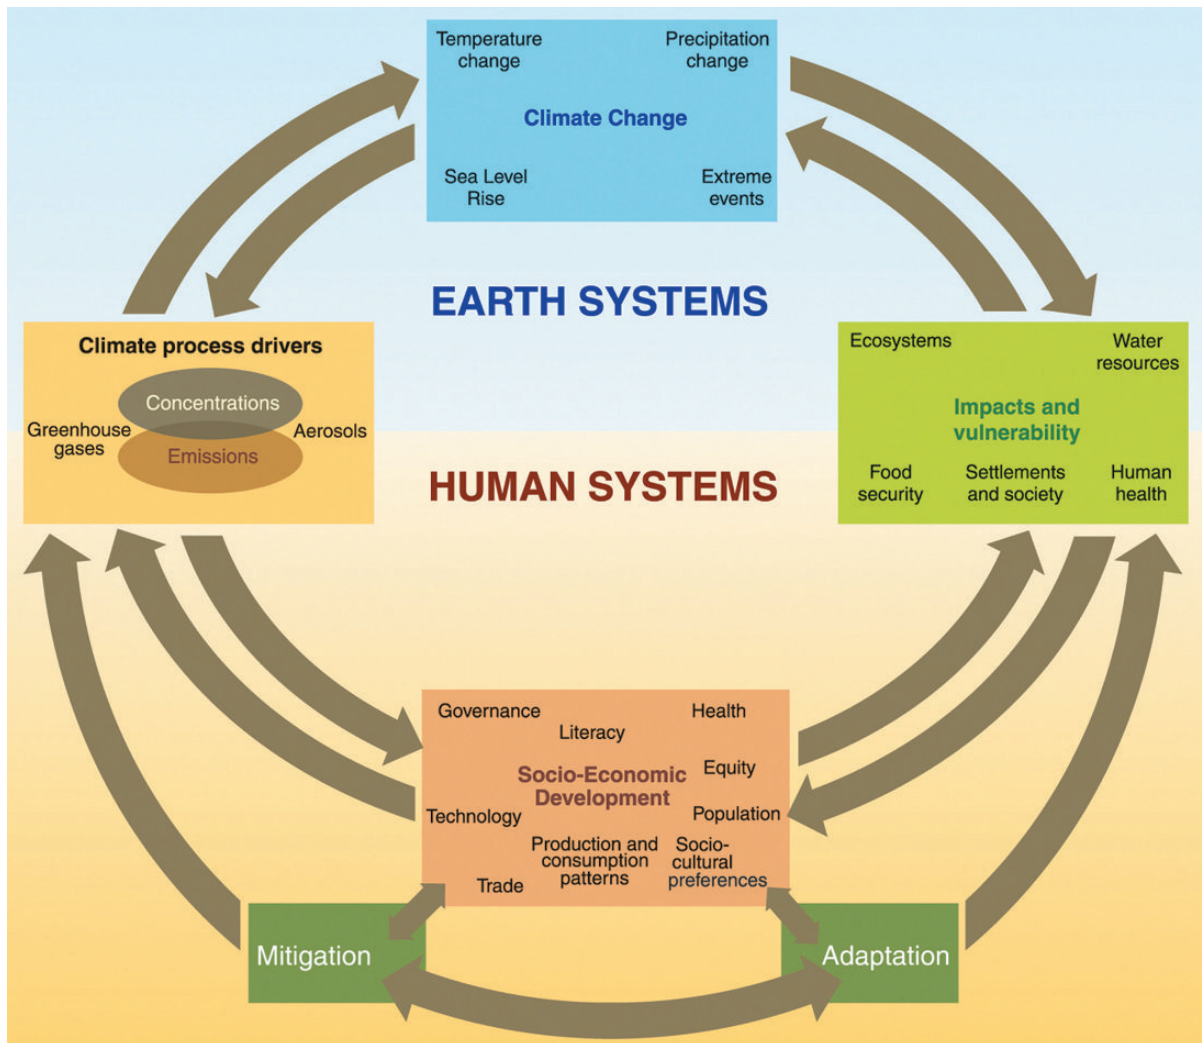 Temperature
change
Precipitation
change
Climate Change
Sea Level
Rise
Extreme
events
EARTH SYSTEMS
Climate process drivers
Concentrations
Greenhouse
gases
Aerosols
Emissions
Ecosystems
Water
resources
Impacts and
vulnerability
Food
security
Settlements
and society
Human
health
HUMAN SYSTEMS
Governance
Literacy
Health
Socio-Economic
Development
Equity
Technology
Population
Production and
consumption
patterns
Socio-
cultural
preferences
Trade
Mitigation
Adaptation